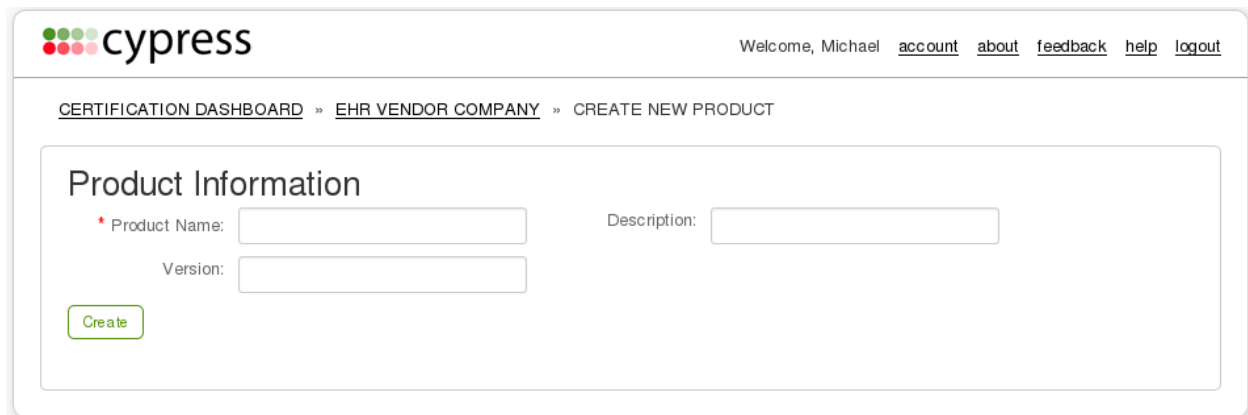 cypress
Welcome, Michael account about feedback help logout
CERTIFICATION DASHBOARD » EHR VENDOR COMPANY » CREATE NEW PRODUCT
Product Information
* Product Name: Description:
Version:
Create